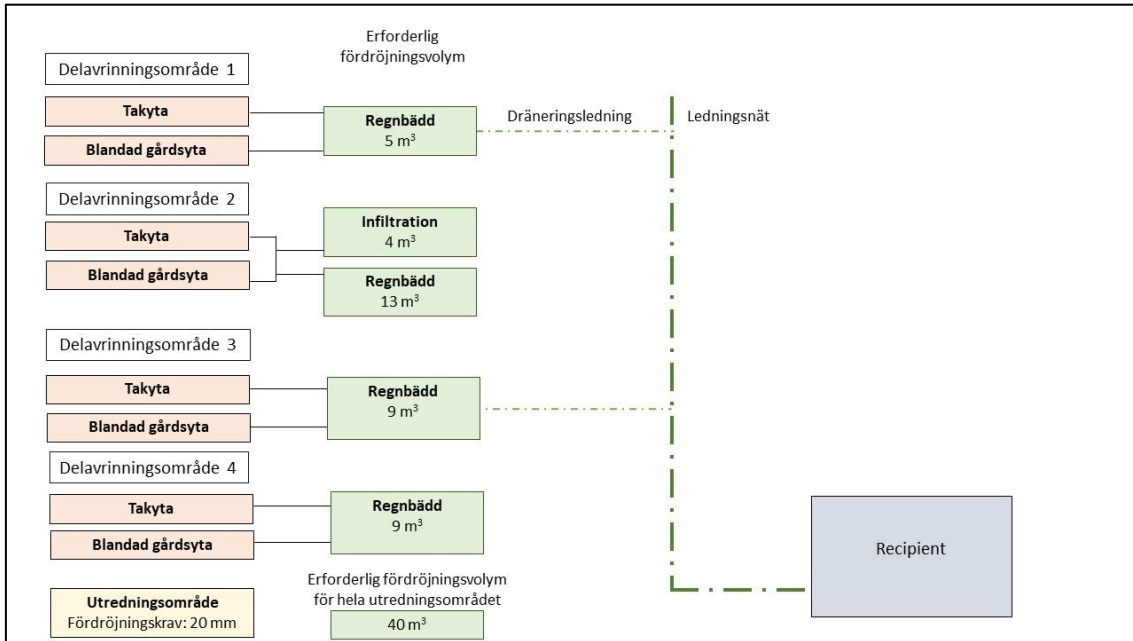 Erforderlig
fördröjningsvolym
Delavrinningsområde 1
Takyta
Blandad gårdsyta
Regnbädd
5 m³
Dräneringsledning
Ledningsnät
Delavrinningsområde 2
Takyta
Blandad gårdsyta
Infiltration
4 m³
Regnbädd
13 m³
Delavrinningsområde 3
Takyta
Blandad gårdsyta
Regnbädd
9 m³
Delavrinningsområde 4
Takyta
Blandad gårdsyta
Regnbädd
9 m³
Recipient
Utredningsområde
Fördröjningskrav: 20 mm
Erforderlig fördröjningsvolym
för hela utredningsområdet
40 m³